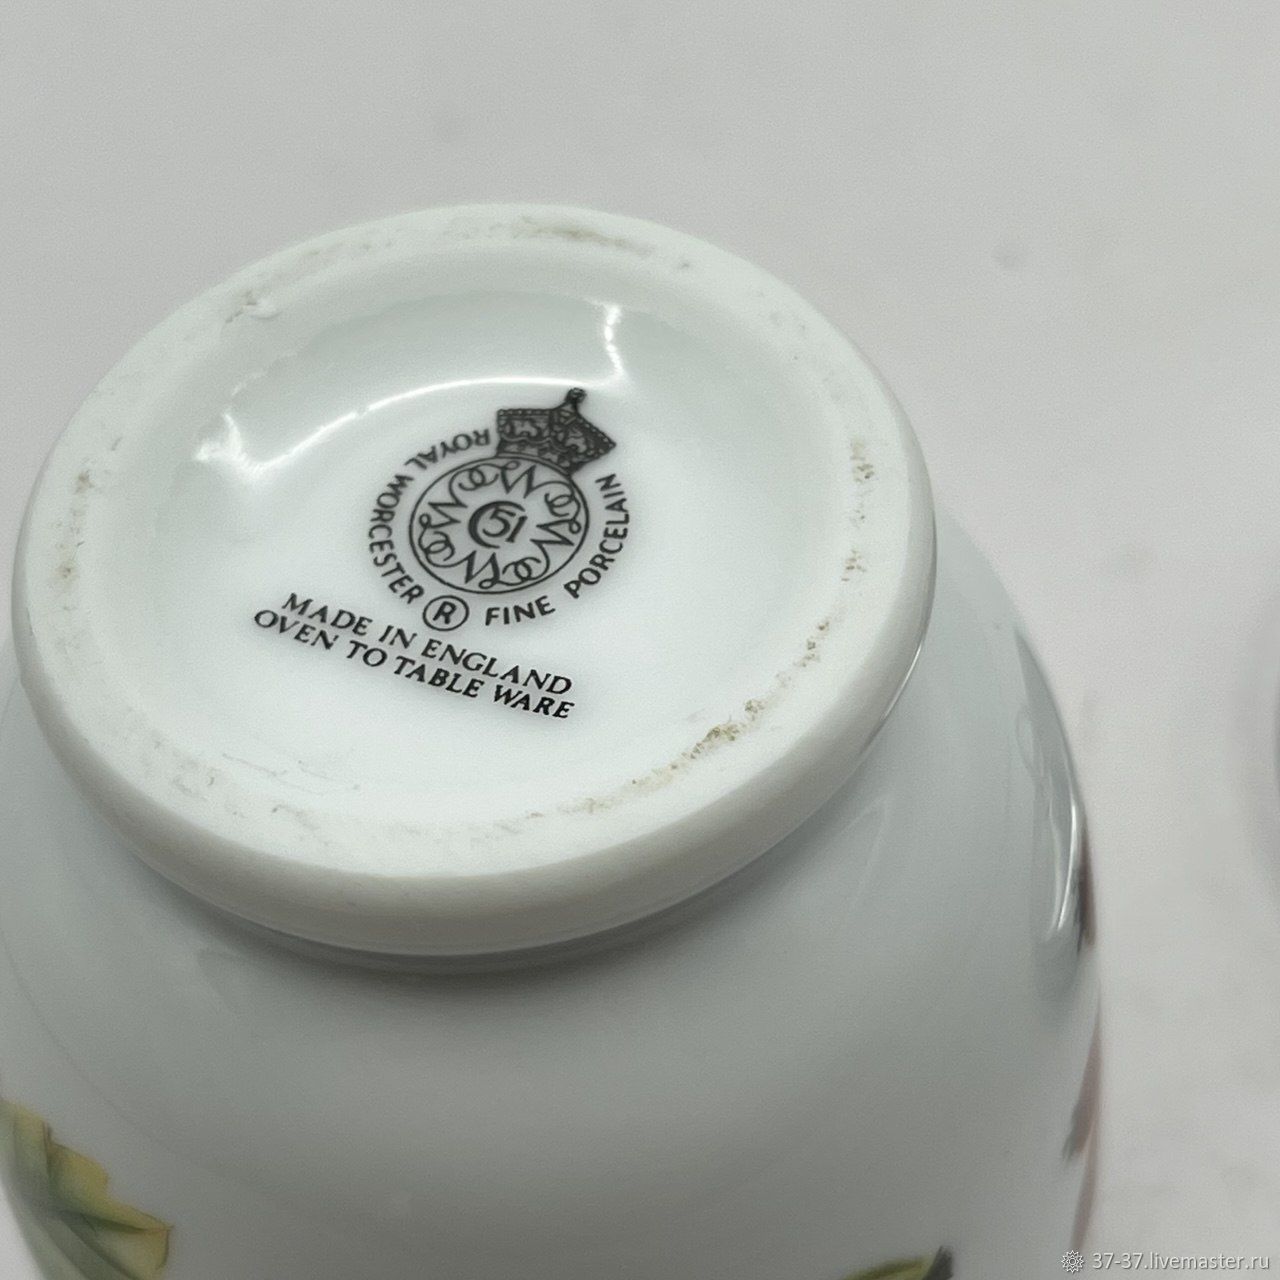 ROYAL WORCESTER ® FINE PORCELAIN
51
MADE IN ENGLAND
OVEN TO TABLE WARE
37-37.livemaster.ru